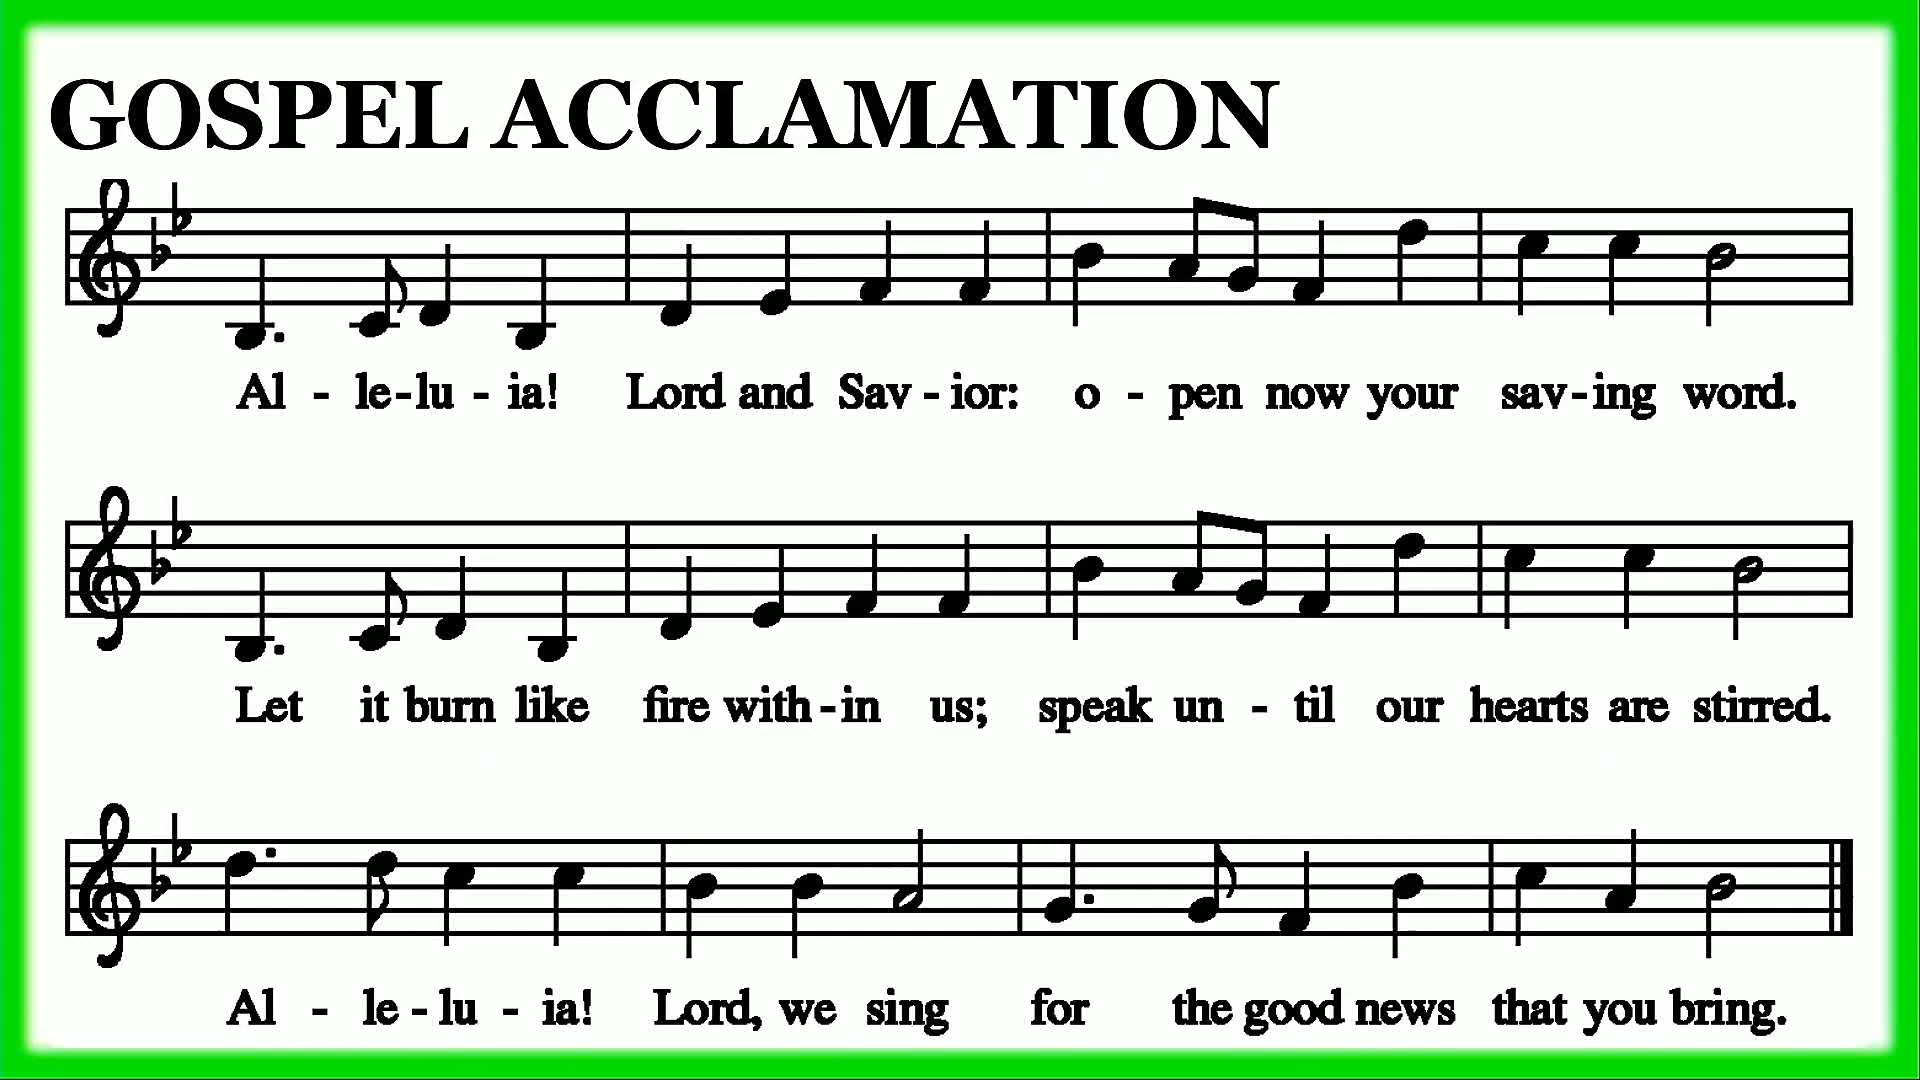 GOSPEL ACCLAMATION
Al - le-lu - ia! Lord and Sav - ior: o - pen now your sav-ing word.
Let it burn like fire with-in us; speak un - til our hearts are stirred.
Al - le-lu - ia! Lord, we sing for the good news that you bring.